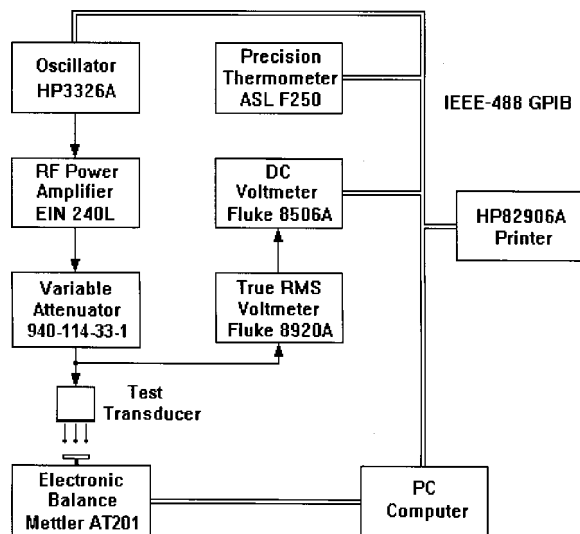 Oscillator
HP3326A
Precision
Thermometer
ASL F250
IEEE-488 GPIB
RF Power
Amplifier
EIN 240L
DC
Voltmeter
Fluke 8506A
HP82906A
Printer
Variable
Attenuator
940-114-33-1
True RMS
Voltmeter
Fluke 8920A
Test
Transducer
Electronic
Balance
Mettler AT201
PC
Computer